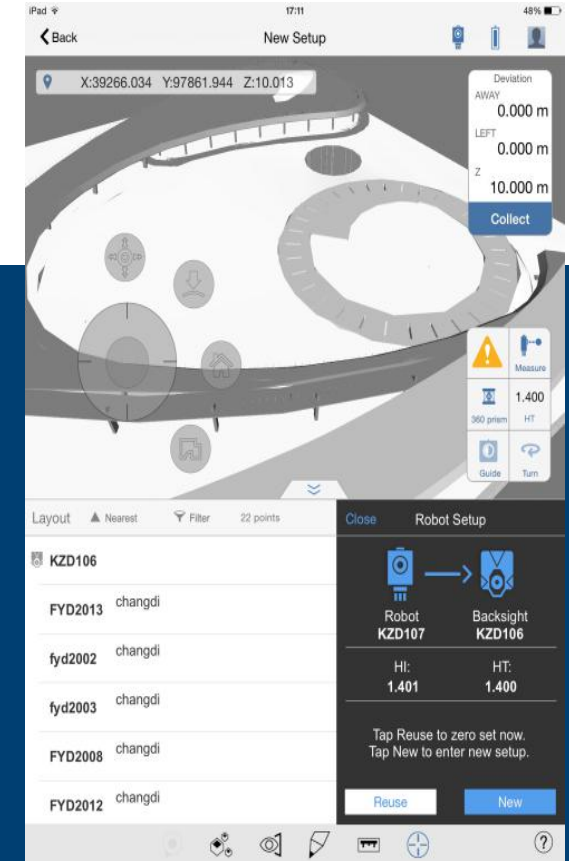 iPad 17:11 48%
Back New Setup
X:39266.034 Y:97861.944 Z:10.013
Deviation
AWAY
0.000 m
LEFT
0.000 m
Z
10.000 m
Collect
Measure
360 prism
1.400
HT
Guide
Turn
Layout Nearest Filter 22 points
KZD106
FYD2013 changdi
fyd2002 changdi
fyd2003 changdi
FYD2008 changdi
FYD2012 changdi
Close Robot Setup
Robot Backsight
KZD107 KZD106
HI: HT:
1.401 1.400
Tap Reuse to zero set now.
Tap New to enter new setup.
Reuse New
?